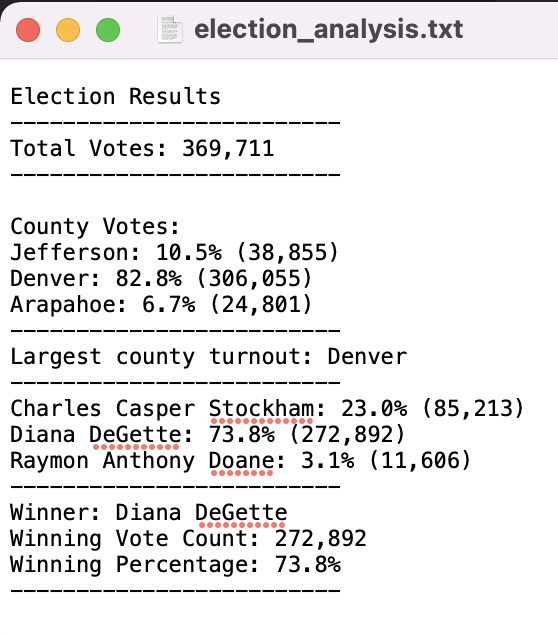 election_analysis.txt
Election Results
-------------------------
Total Votes: 369,711
-------------------------
County Votes:
Jefferson: 10.5% (38,855)
Denver: 82.8% (306,055)
Arapahoe: 6.7% (24,801)
-------------------------
Largest county turnout: Denver
-------------------------
Charles Casper Stockham: 23.0% (85,213)
Diana DeGette: 73.8% (272,892)
Raymon Anthony Doane: 3.1% (11,606)
-------------------------
Winner: Diana DeGette
Winning Vote Count: 272,892
Winning Percentage: 73.8%
-------------------------